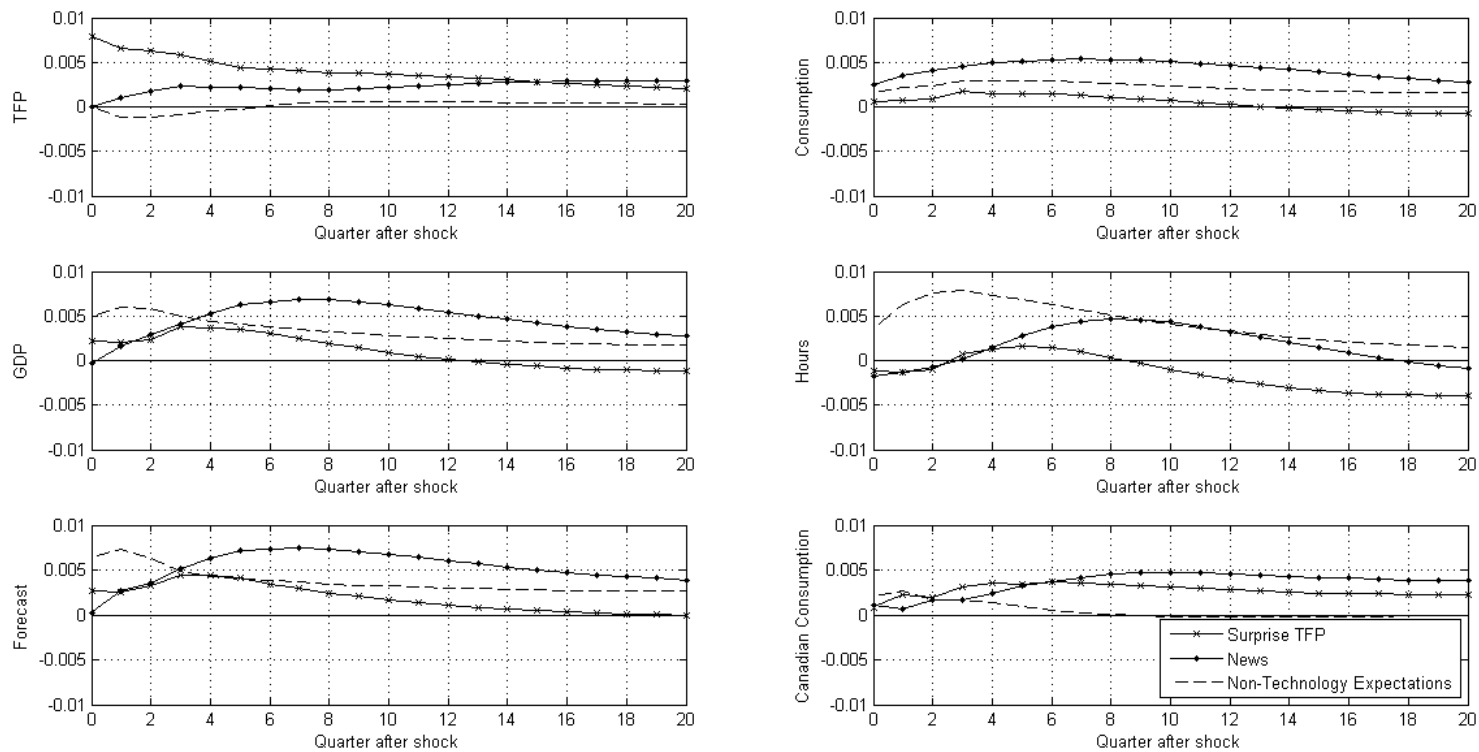 0.01
0.005
0
-0.005
-0.01
TFP
0 2 4 6 8 10 12 14 16 18 20
Quarter after shock
0.01
0.005
0
-0.005
-0.01
Consumption
0 2 4 6 8 10 12 14 16 18 20
Quarter after shock
0.01
0.005
0
-0.005
-0.01
GDP
0 2 4 6 8 10 12 14 16 18 20
Quarter after shock
0.01
0.005
0
-0.005
-0.01
Hours
0 2 4 6 8 10 12 14 16 18 20
Quarter after shock
0.01
0.005
0
-0.005
-0.01
Forecast
0 2 4 6 8 10 12 14 16 18 20
Quarter after shock
0.01
0.005
0
-0.005
-0.01
Canadian Consumption
Surprise TFP
News
Non-Technology Expectations
0 2 4 6 8 10 12 14 16 18 20
Quarter after shock